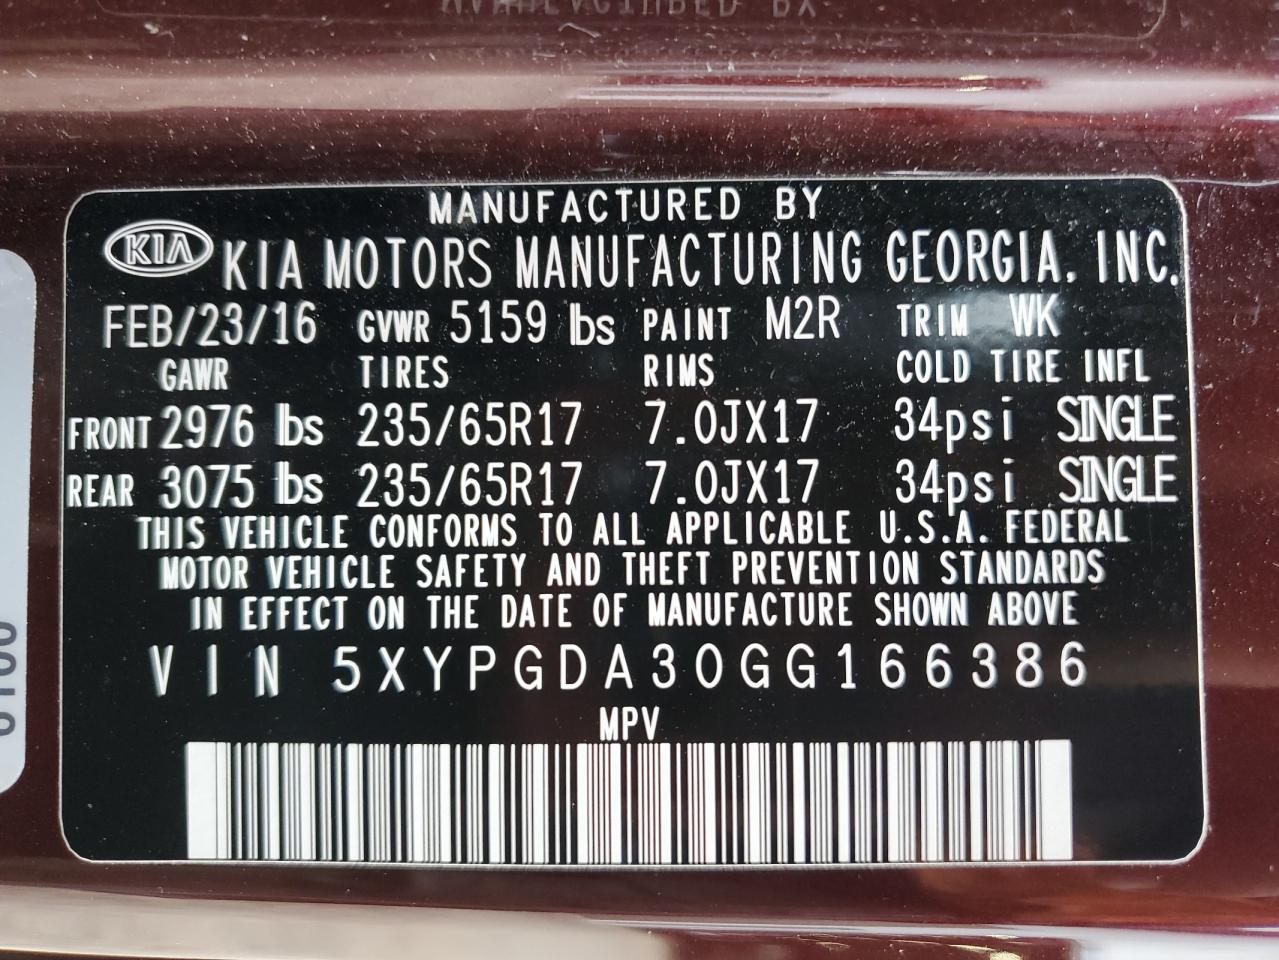 MANUFACTURED BY
KIA KIA MOTORS MANUFACTURING GEORGIA, INC.
FEB/23/16 GVWR 5159 lbs PAINT M2R TRIM WK
GAWR TIRES RIMS COLD TIRE INFL
FRONT 2976 lbs 235/65R17 7.0JX17 34psi SINGLE
REAR 3075 lbs 235/65R17 7.0JX17 34psi SINGLE
THIS VEHICLE CONFORMS TO ALL APPLICABLE U.S.A. FEDERAL
MOTOR VEHICLE SAFETY AND THEFT PREVENTION STANDARDS
IN EFFECT ON THE DATE OF MANUFACTURE SHOWN ABOVE
VIN 5XYPGDA30GG166386
MPV